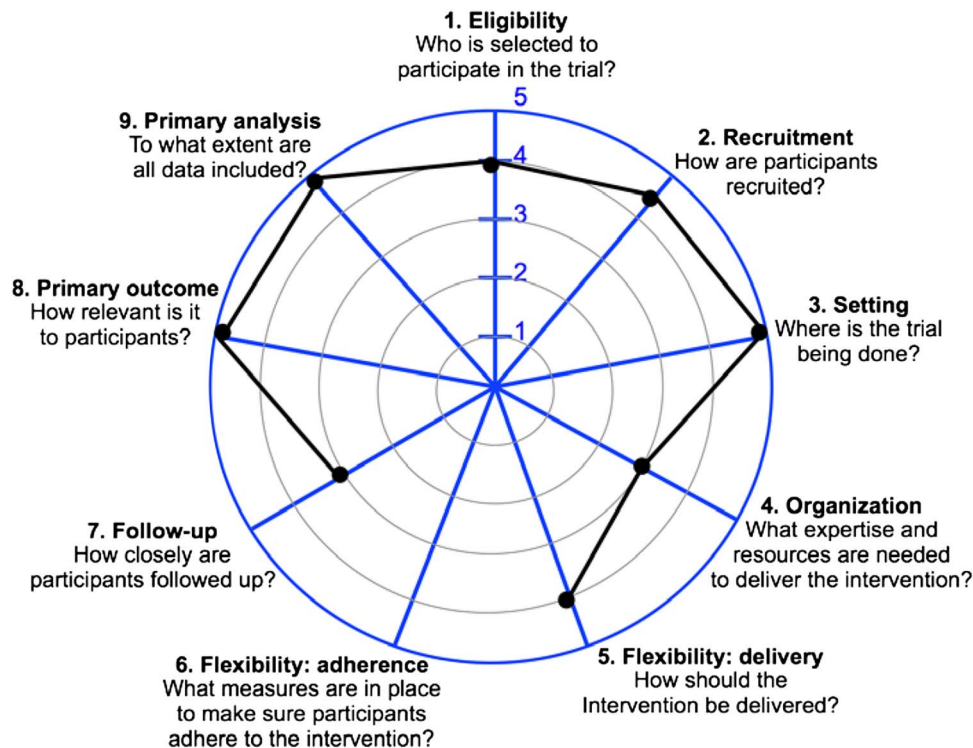 1. Eligibility
Who is selected to
participate in the trial?
5
4
3
2
1
2. Recruitment
How are participants
recruited?
3. Setting
Where is the trial
being done?
4. Organization
What expertise and
resources are needed
to deliver the intervention?
5. Flexibility: delivery
How should the
Intervention be delivered?
6. Flexibility: adherence
What measures are in place
to make sure participants
adhere to the intervention?
7. Follow-up
How closely are
participants followed up?
8. Primary outcome
How relevant is it
to participants?
9. Primary analysis
To what extent are
all data included?